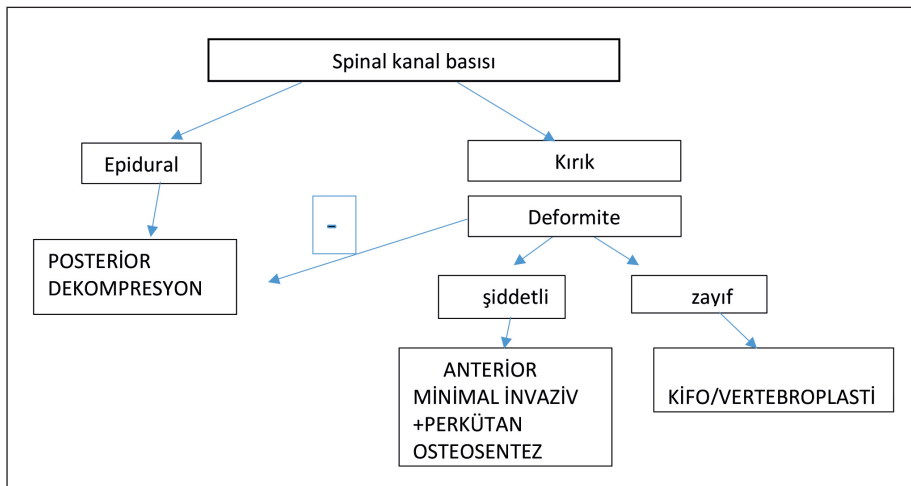 Spinal kanal basısı
Epidural
Kırık
-
Deformite
POSTERİOR
DEKOMPRESYON
şiddetli
zayıf
ANTERİOR
MİNİMAL İNVAZİV
+PERKÜTAN
OSTEOSENTEZ
KİFO/VERTEBROPLASTİ